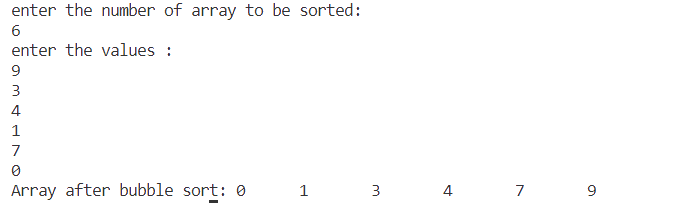 enter the number of array to be sorted:
6
enter the values :
9
3
4
1
7
0
Array after bubble sort: 0 1 3 4 7 9